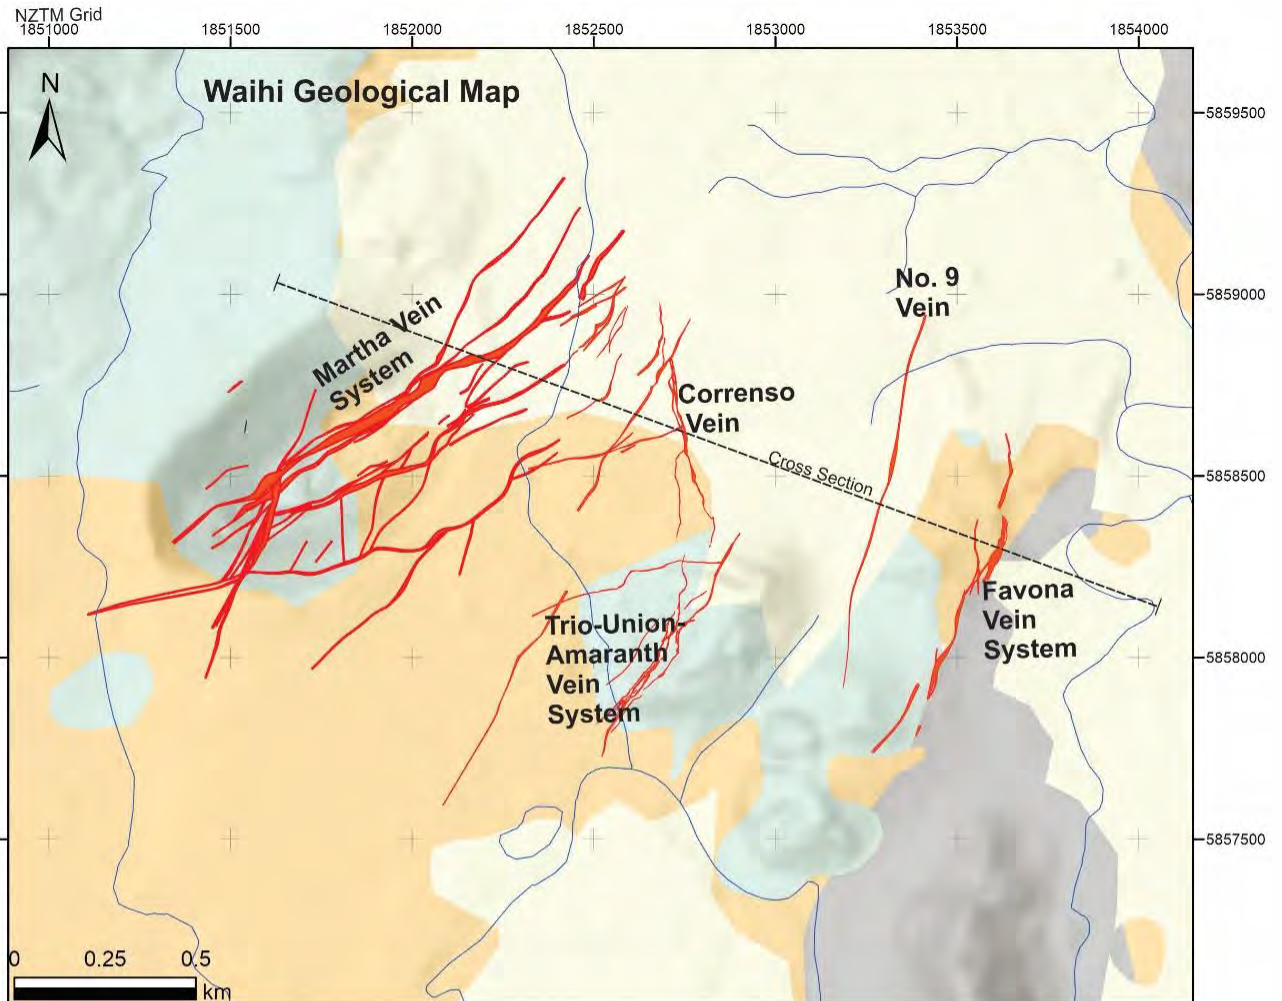 NZTM Grid
1851000 1851500 1852000 1852500 1853000 1853500 1854000
N
Waihi Geological Map
5859500
No. 9
Vein
5859000
Martha Vein
System
Correnso
Vein
Cross Section
5858500
Favona
Vein
System
Trio-Union-
Amaranth
Vein
System
5858000
5857500
0 0.25 0.5
km